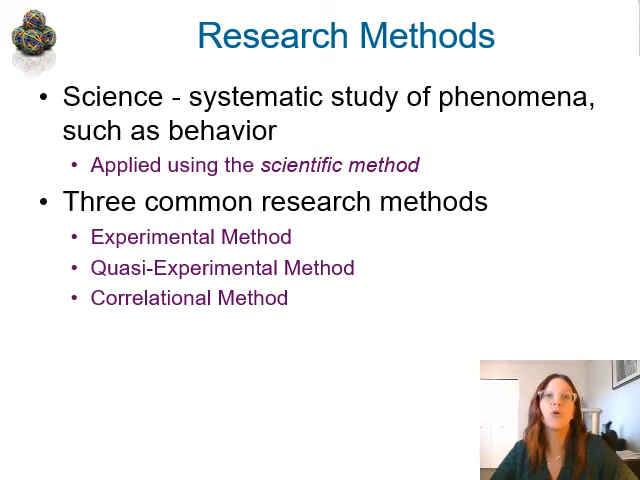 Research Methods
• Science - systematic study of phenomena,
such as behavior
• Applied using the scientific method
• Three common research methods
• Experimental Method
• Quasi-Experimental Method
• Correlational Method